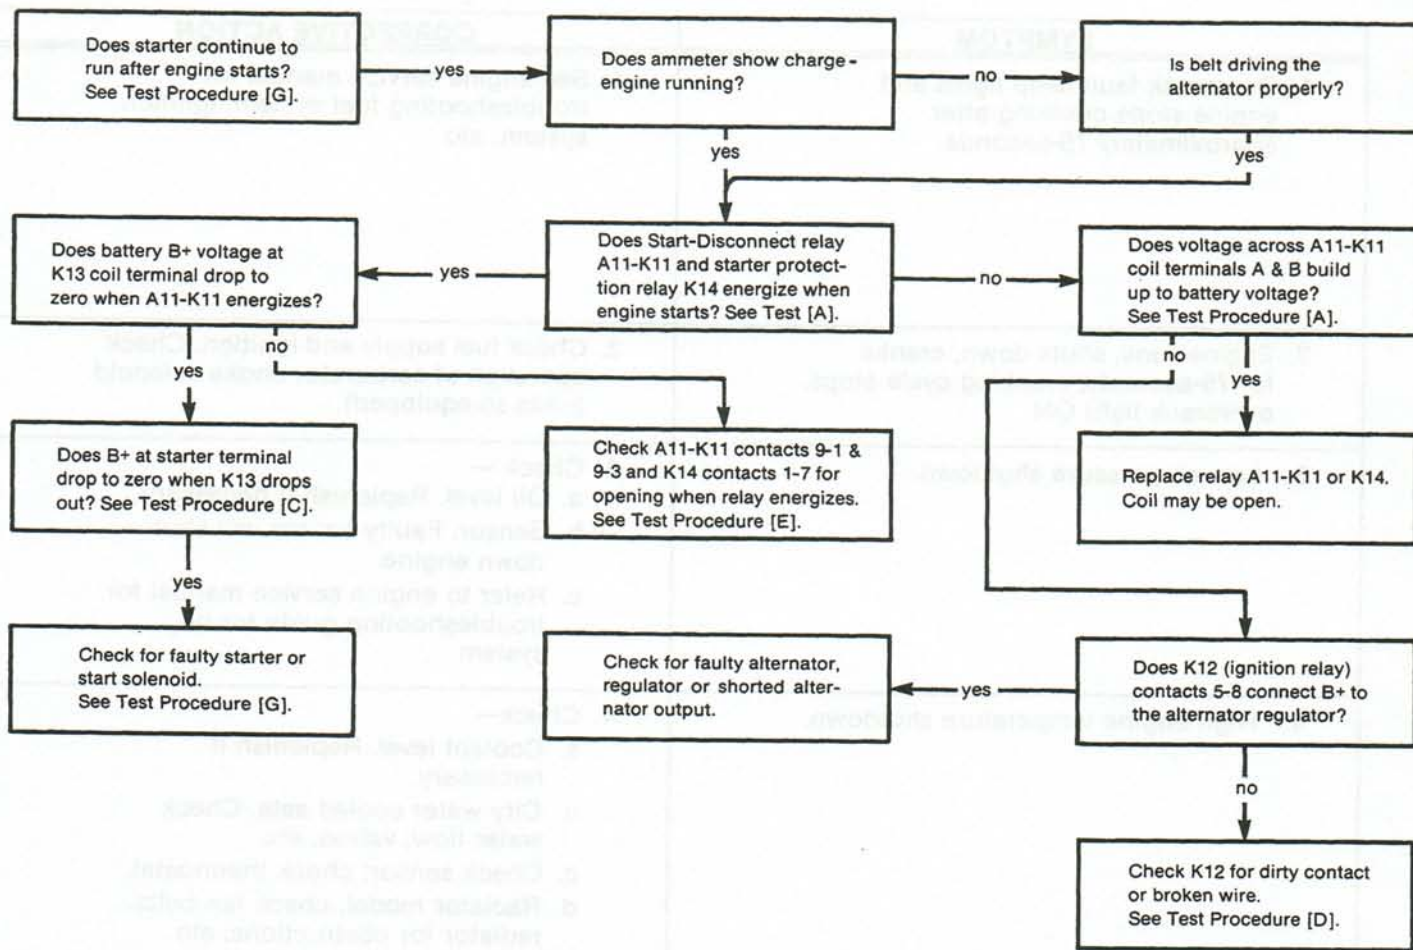 Does starter continue to
run after engine starts?
See Test Procedure [G].
yes
Does ammeter show charge -
engine running?
no
Is belt driving the
alternator properly?
yes
yes
Does battery B+ voltage at
K13 coil terminal drop to
zero when A11-K11 energizes?
yes
Does Start-Disconnect relay
A11-K11 and starter protect-
tion relay K14 energize when
engine starts? See Test [A].
no
Does voltage across A11-K11
coil terminals A & B build
up to battery voltage?
See Test Procedure [A].
no
yes
no
yes
Does B+ at starter terminal
drop to zero when K13 drops
out? See Test Procedure [C].
Check A11-K11 contacts 9-1 &
9-3 and K14 contacts 1-7 for
opening when relay energizes.
See Test Procedure [E].
Replace relay A11-K11 or K14.
Coil may be open.
yes
Check for faulty starter or
start solenoid.
See Test Procedure [G].
Check for faulty alternator,
regulator or shorted alter-
nator output.
yes
Does K12 (ignition relay)
contacts 5-8 connect B+ to
the alternator regulator?
no
Check K12 for dirty contact
or broken wire.
See Test Procedure [D].